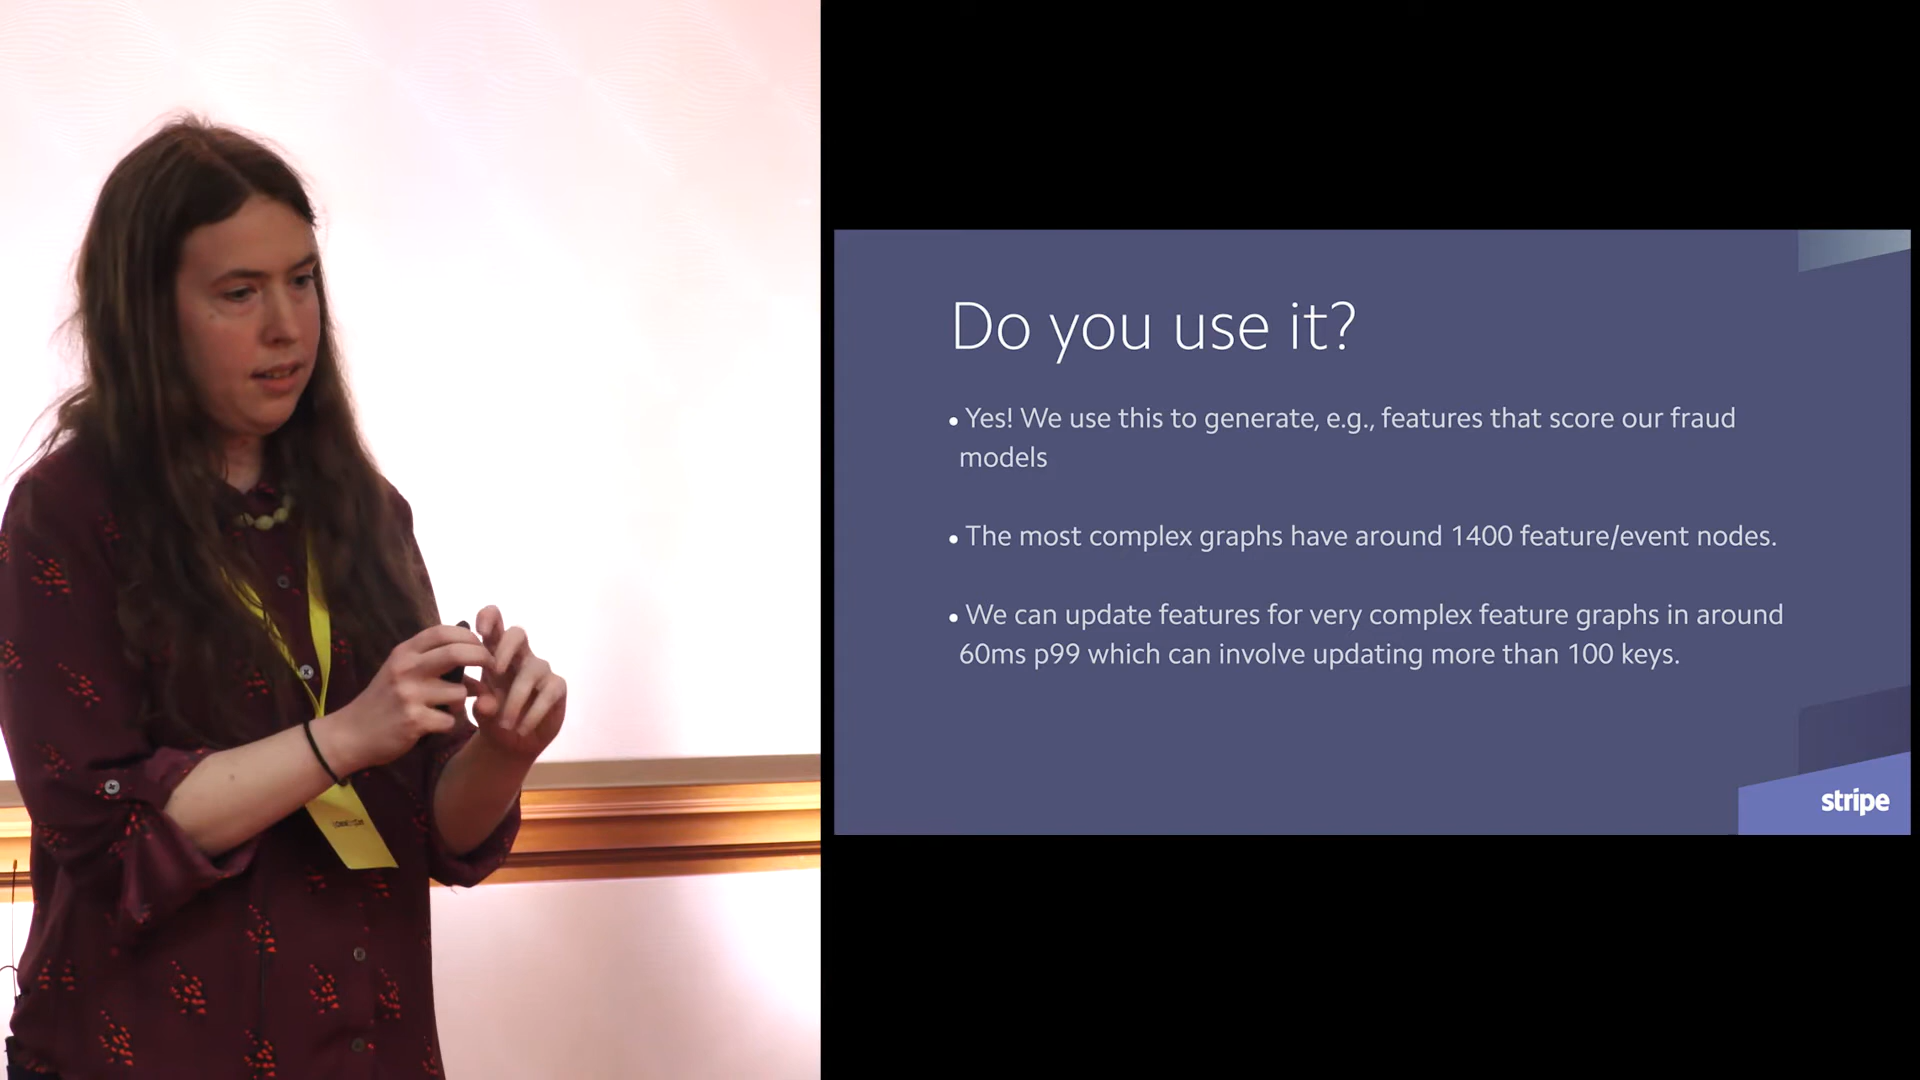 Do you use it?
• Yes! We use this to generate, e.g., features that score our fraud
models
• The most complex graphs have around 1400 feature/event nodes.
• We can update features for very complex feature graphs in around
60ms p99 which can involve updating more than 100 keys.
stripe